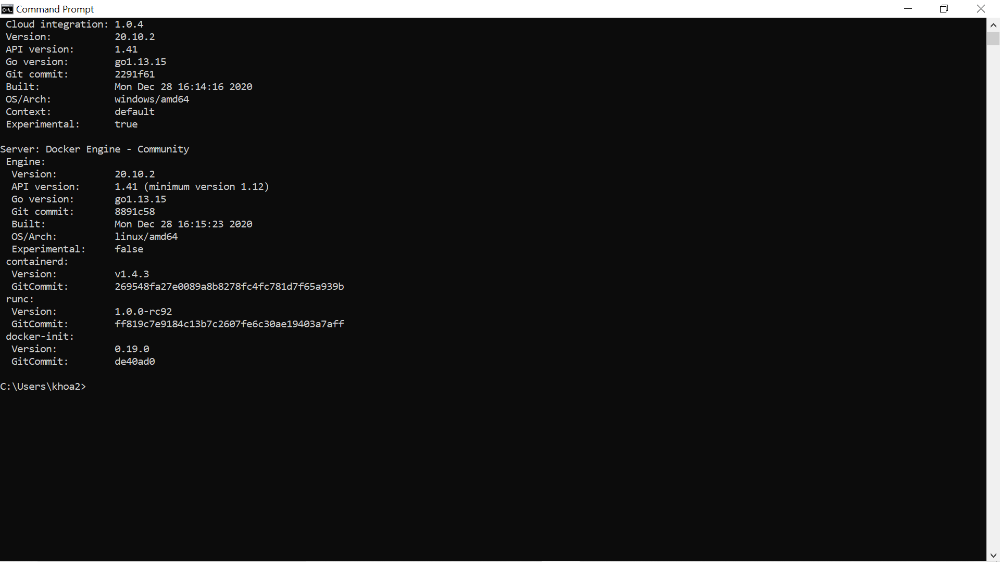 Command Prompt
Cloud integration: 1.0.4
Version: 20.10.2
API version: 1.41
Go version: go1.13.15
Git commit: 2291f61
Built: Mon Dec 28 16:14:16 2020
OS/Arch: windows/amd64
Context: default
Experimental: true
Server: Docker Engine - Community
Engine:
Version: 20.10.2
API version: 1.41 (minimum version 1.12)
Go version: go1.13.15
Git commit: 8891c58
Built: Mon Dec 28 16:15:23 2020
OS/Arch: linux/amd64
Experimental: false
containerd:
Version: v1.4.3
GitCommit: 269548fa27e0089a8b8278fc4fc781d7f65a939b
runc:
Version: 1.0.0-rc92
GitCommit: ff819c7e9184c13b7c2607fe6c30ae19403a7aff
docker-init:
Version: 0.19.0
GitCommit: de40ad0
C:\Users\khoa2>